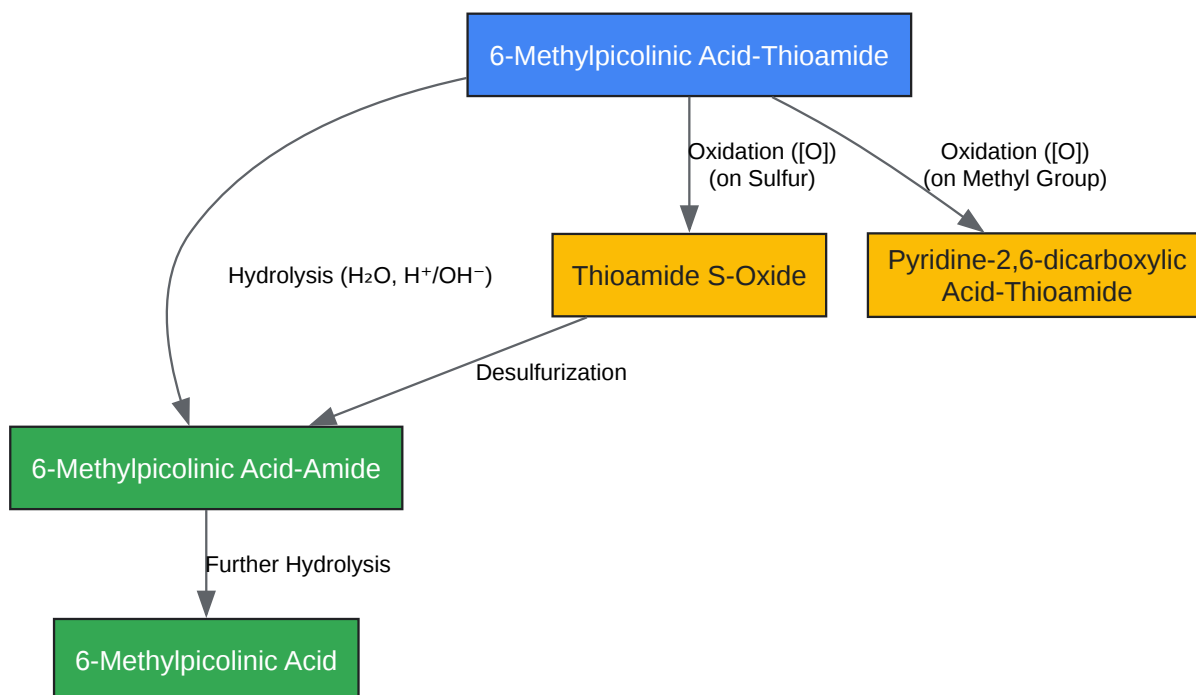 6-Methylpicolinic Acid-Thioamide
Oxidation ([O])
(on Sulfur)
Oxidation ([O])
(on Methyl Group)
Hydrolysis (H₂O, H⁺/OH⁻)
Thioamide S-Oxide
Pyridine-2,6-dicarboxylic
Acid-Thioamide
Desulfurization
6-Methylpicolinic Acid-Amide
Further Hydrolysis
6-Methylpicolinic Acid